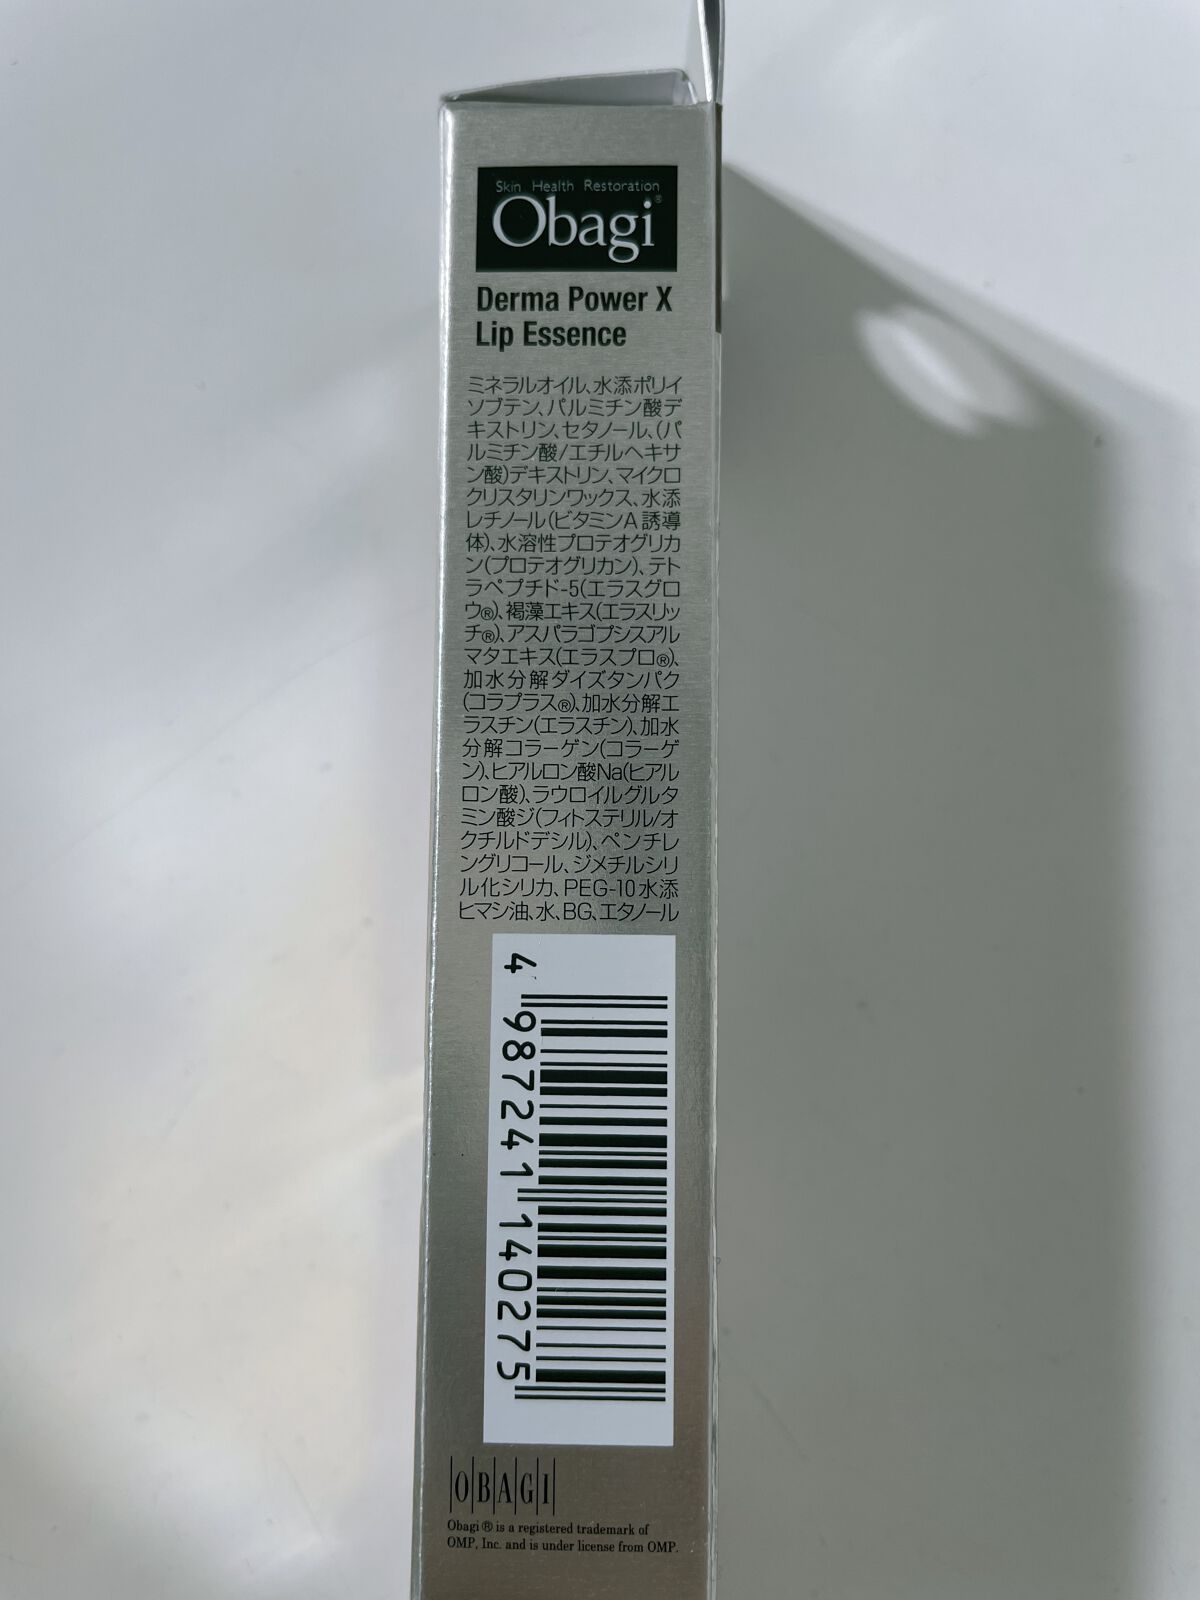 Skin Health Restoration
Obagi®
Derma Power X
Lip Essence
ミネラルオイル、水添ポリイ
ソブテン、パルミチン酸デ
キストリン、セタノール、(パ
ルミチン酸/エチルヘキサ
ン酸)デキストリン、マイクロ
クリスタリンワックス、水添
レチノール(ビタミンA誘導
体)、水溶性プロテオグリカ
ン(プロテオグリカン)、テト
ラペプチド-5(エラスグロ
ウ®)、褐藻エキス(エラスリッ
チ®)、アスパラゴプシスアル
マタエキス(エラスプロ®)、
加水分解ダイズタンパク
(コラプラス®)、加水分解エ
ラスチン(エラスチン)、加水
分解コラーゲン(コラーゲ
ン)、ヒアルロン酸Na(ヒアル
ロン酸)、ラウロイルグルタ
ミン酸ジ(フィトステリル/オ
クチルドデシル)、ペンチレ
ングリコール、ジメチルシリ
ル化シリカ、PEG-10水添
ヒマシ油、水、BG、エタノール
4 987241 140275
OBAGI
Obagi ® is a registered trademark of
OMP, Inc. and is under license from OMP.